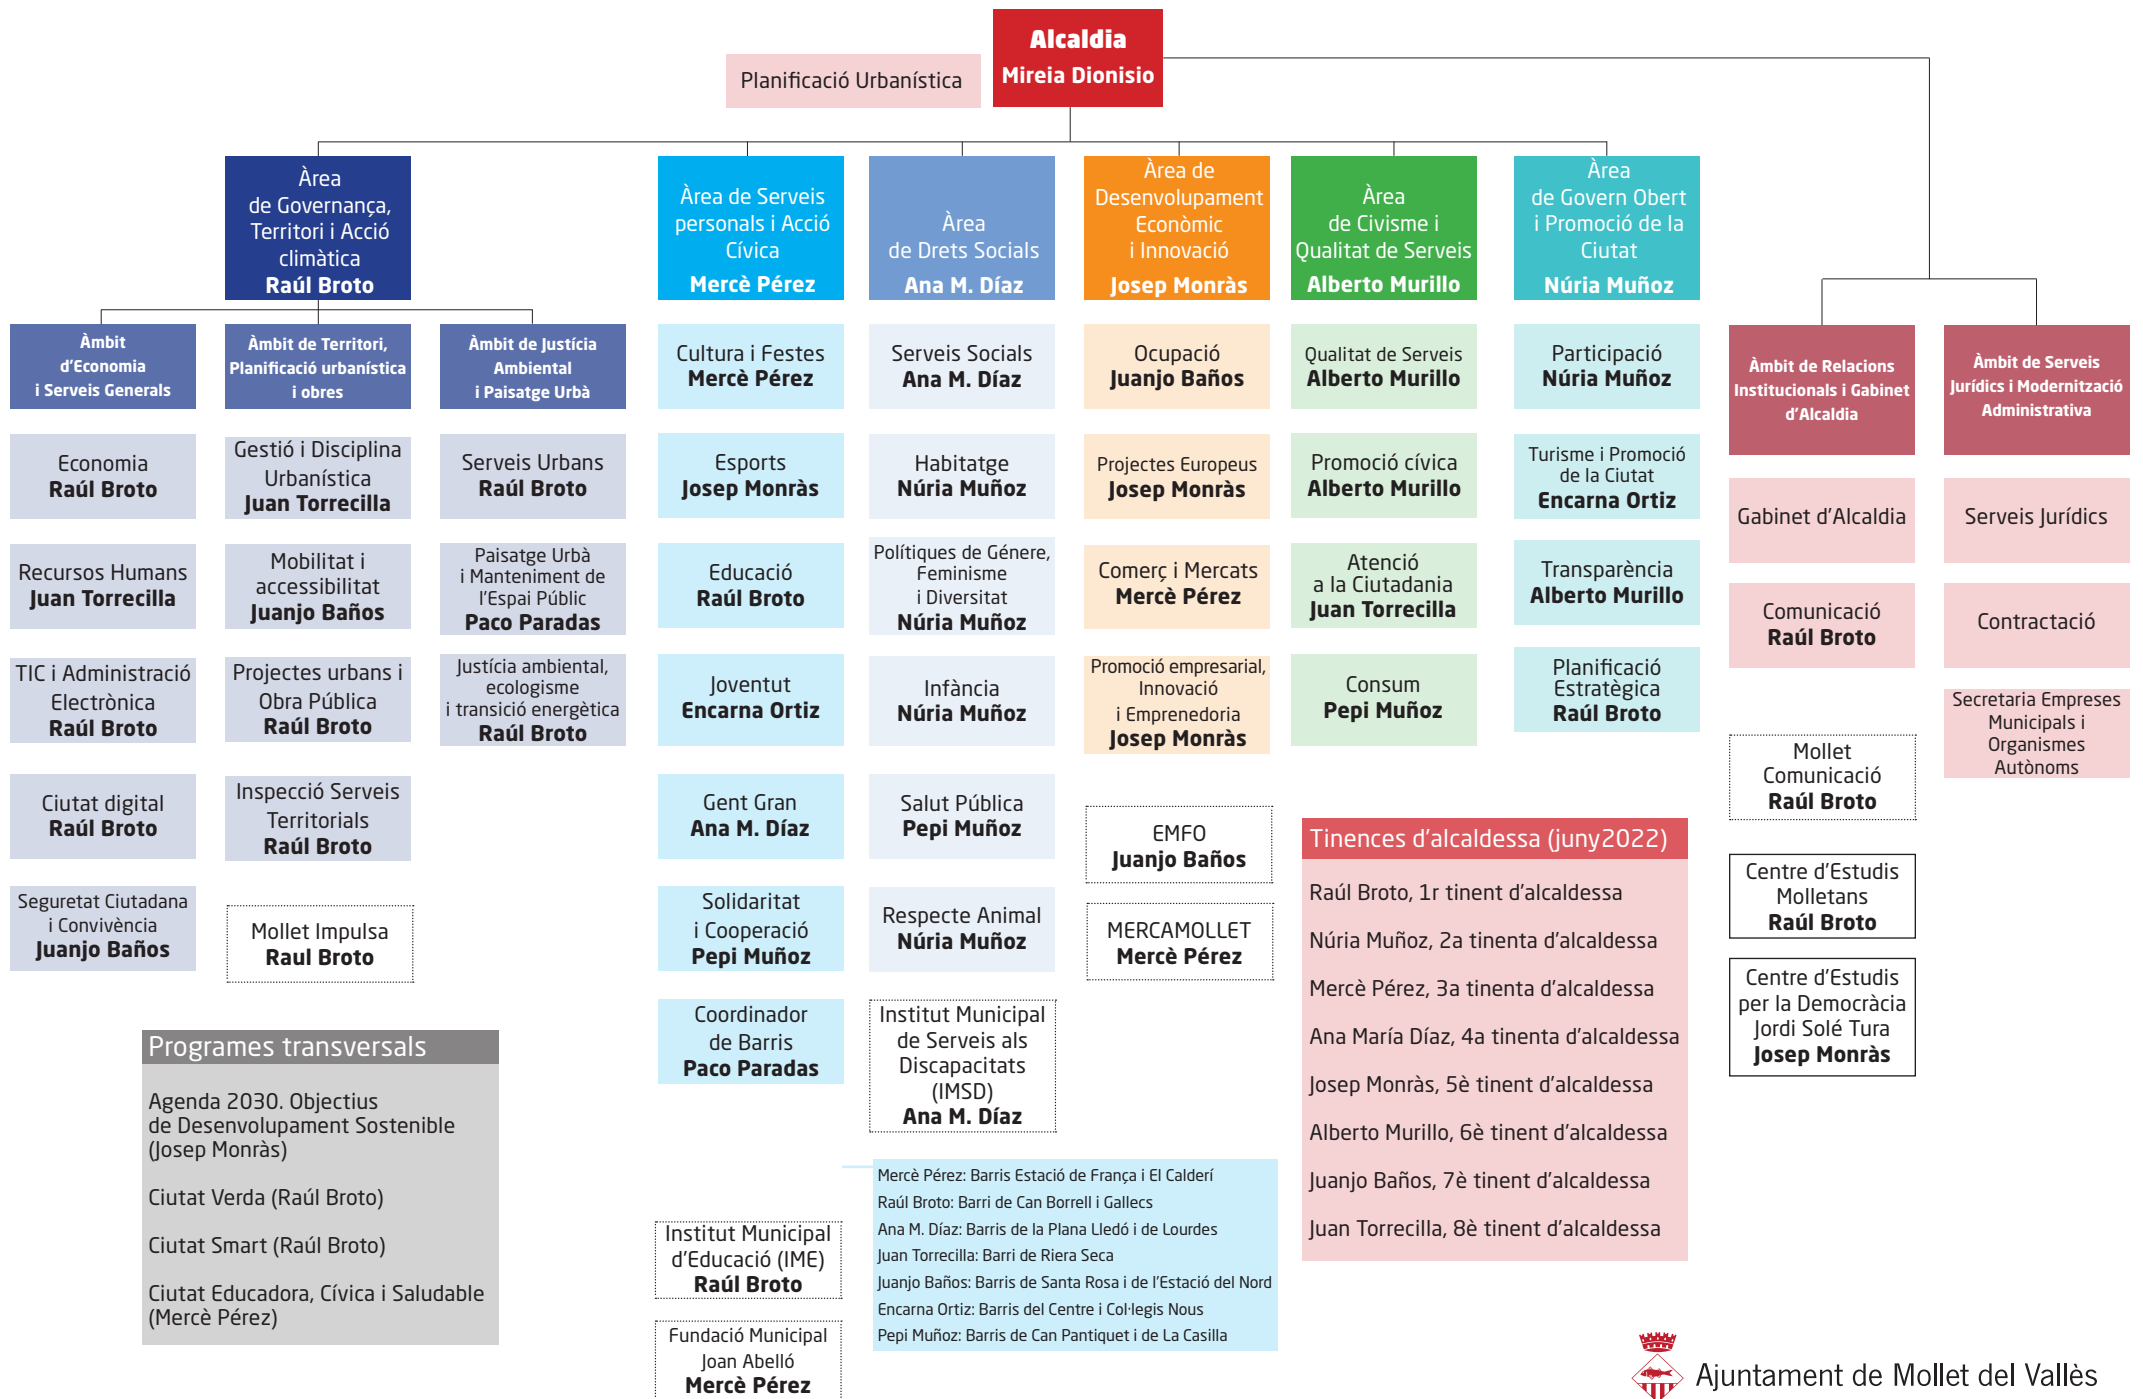 Alcaldia
Mireia Dionisio
Planificació Urbanística
Àrea
de Governança,
Territori i Acció
climàtica
Raúl Broto
Àrea de Serveis
personals i Acció
Cívica
Mercè Pérez
Àrea
de Drets Socials
Ana M. Díaz
Àrea de
Desenvolupament
Econòmic
i Innovació
Josep Monràs
Àrea
de Civisme i
Qualitat de Serveis
Alberto Murillo
Àrea
de Govern Obert
i Promoció de la
Ciutat
Núria Muñoz
Àmbit
d'Economia
i Serveis Generals
Economia
Raúl Broto
Recursos Humans
Juan Torrecilla
TIC i Administració
Electrònica
Raúl Broto
Ciutat digital
Raúl Broto
Seguretat Ciutadana
i Convivència
Juanjo Baños
Àmbit de Territori,
Planificació urbanística
i obres
Gestió i Disciplina
Urbanística
Juan Torrecilla
Mobilitat i
accessibilitat
Juanjo Baños
Projectes urbans i
Obra Pública
Raúl Broto
Inspecció Serveis
Territorials
Raúl Broto
Mollet Impulsa
Raul Broto
Àmbit de Justícia
Ambiental
i Paisatge Urbà
Serveis Urbans
Raúl Broto
Paisatge Urbà
i Manteniment de
l'Espai Públic
Paco Paradas
Justícia ambiental,
ecologisme
i transició energètica
Raúl Broto
Cultura i Festes
Mercè Pérez
Esports
Josep Monràs
Educació
Raúl Broto
Joventut
Encarna Ortiz
Gent Gran
Ana M. Díaz
Solidaritat
i Cooperació
Pepi Muñoz
Coordinador
de Barris
Paco Paradas
Institut Municipal
d'Educació (IME)
Raúl Broto
Fundació Municipal
Joan Abelló
Mercè Pérez
Serveis Socials
Ana M. Díaz
Habitatge
Núria Muñoz
Polítiques de Génere,
Feminisme
i Diversitat
Núria Muñoz
Infància
Núria Muñoz
Salut Pública
Pepi Muñoz
Respecte Animal
Núria Muñoz
Institut Municipal
de Serveis als
Discapacitats
(IMSD)
Ana M. Díaz
Mercè Pérez: Barris Estació de França i El Calderí
Raúl Broto: Barri de Can Borrell i Gallecs
Ana M. Díaz: Barris de la Plana Lledó i de Lourdes
Juan Torrecilla: Barri de Riera Seca
Juanjo Baños: Barris de Santa Rosa i de l'Estació del Nord
Encarna Ortiz: Barris del Centre i Col·legis Nous
Pepi Muñoz: Barris de Can Pantiquet i de La Casilla
Ocupació
Juanjo Baños
Projectes Europeus
Josep Monràs
Comerç i Mercats
Mercè Pérez
Promoció empresarial,
Innovació
i Emprenedoria
Josep Monràs
EMFO
Juanjo Baños
MERCAMOLLET
Mercè Pérez
Qualitat de Serveis
Alberto Murillo
Promoció cívica
Alberto Murillo
Atenció
a la Ciutadania
Juan Torrecilla
Consum
Pepi Muñoz
Participació
Núria Muñoz
Turisme i Promoció
de la Ciutat
Encarna Ortiz
Transparència
Alberto Murillo
Planificació
Estratègica
Raúl Broto
Tinences d'alcaldessa (juny2022)
Raúl Broto, 1r tinent d'alcaldessa
Núria Muñoz, 2a tinenta d'alcaldessa
Mercè Pérez, 3a tinenta d'alcaldessa
Ana María Díaz, 4a tinenta d'alcaldessa
Josep Monràs, 5è tinent d'alcaldessa
Alberto Murillo, 6è tinent d'alcaldessa
Juanjo Baños, 7è tinent d'alcaldessa
Juan Torrecilla, 8è tinent d'alcaldessa
Àmbit de Relacions
Institucionals i Gabinet
d'Alcaldia
Gabinet d'Alcaldia
Comunicació
Raúl Broto
Mollet
Comunicació
Raúl Broto
Centre d'Estudis
Molletans
Raúl Broto
Centre d'Estudis
per la Democràcia
Jordi Solé Tura
Josep Monràs
Àmbit de Serveis
Jurídics i Modernització
Administrativa
Serveis Jurídics
Contractació
Secretaria Empreses
Municipals i
Organismes
Autònoms
Programes transversals
Agenda 2030. Objectius
de Desenvolupament Sostenible
(Josep Monràs)
Ciutat Verda (Raúl Broto)
Ciutat Smart (Raúl Broto)
Ciutat Educadora, Cívica i Saludable
(Mercè Pérez)
Ajuntament de Mollet del Vallès